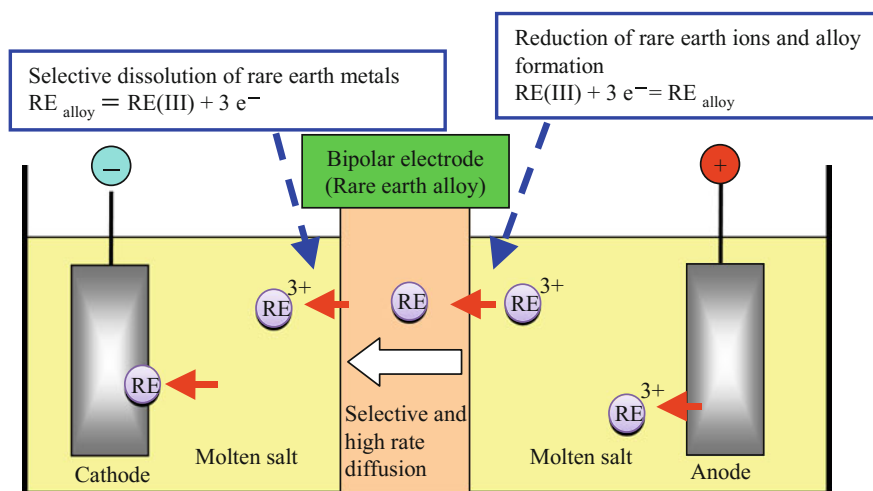 Selective dissolution of rare earth metals
RE alloy = RE(III) + 3 e−
Reduction of rare earth ions and alloy
formation
RE(III) + 3 e− = RE alloy
Bipolar electrode
(Rare earth alloy)
−
+
RE 3+
RE
RE 3+
RE
RE 3+
Selective and
high rate
diffusion
Molten salt
Molten salt
Cathode
Anode